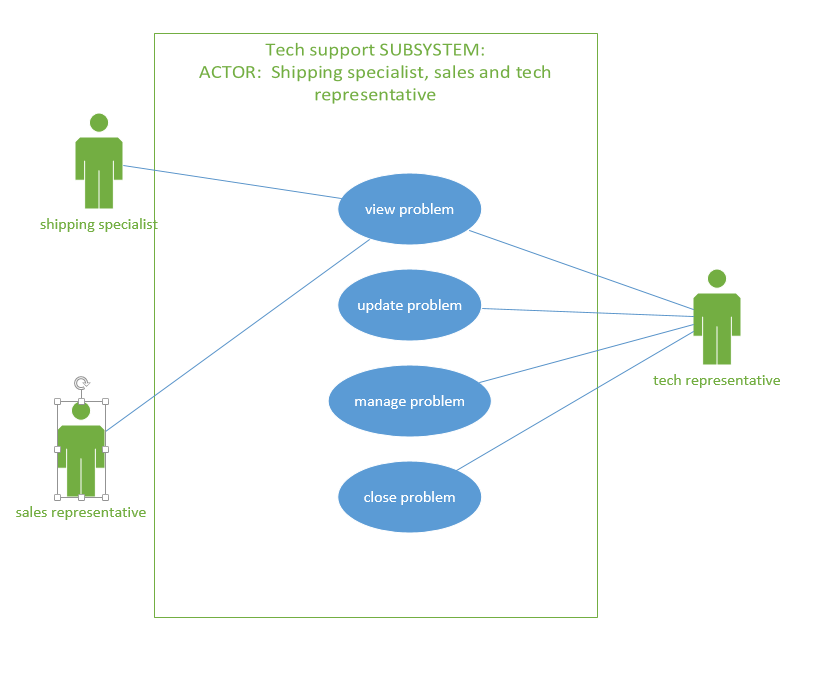 Tech support SUBSYSTEM:
ACTOR:  Shipping specialist, sales and tech
representative
shipping specialist
view problem
update problem
tech representative
manage problem
close problem
sales representative